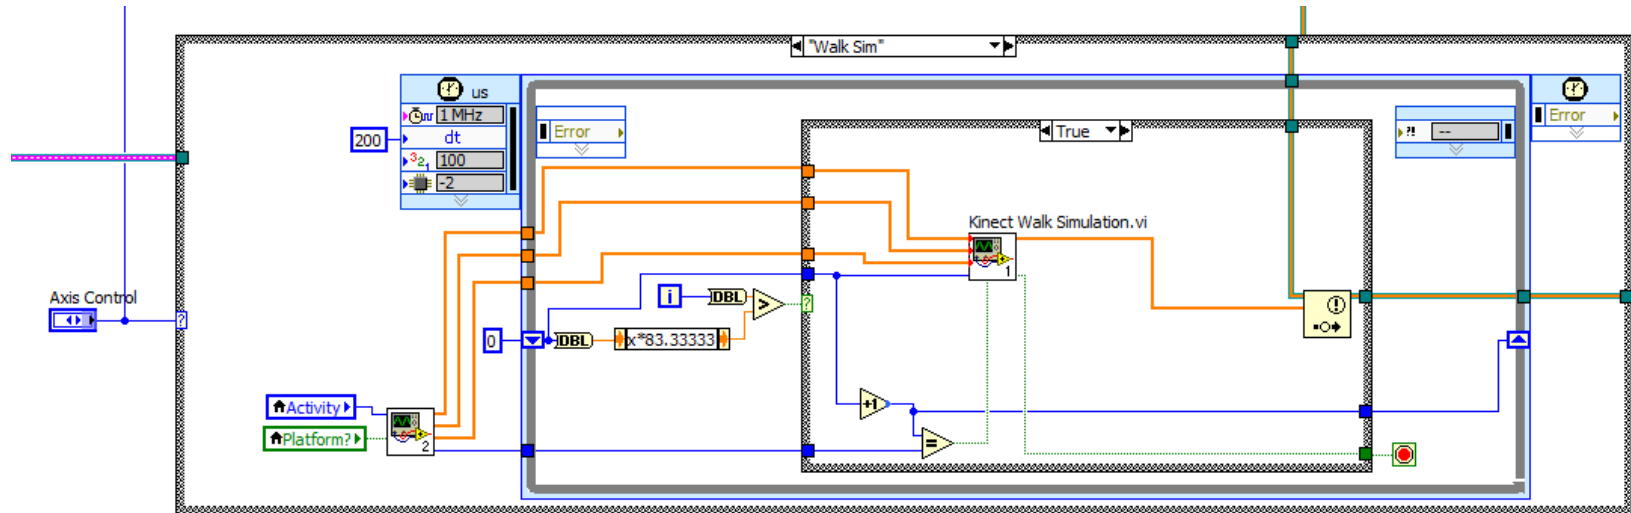 "Walk Sim"
us
1 MHz
dt
200
100
-2
Error
True
?!
--
Error
Kinect Walk Simulation.vi
1
Axis Control
?
i
DBL
>
?
0
DBL
x*83.33333
Activity
Platform?
2
+1
=